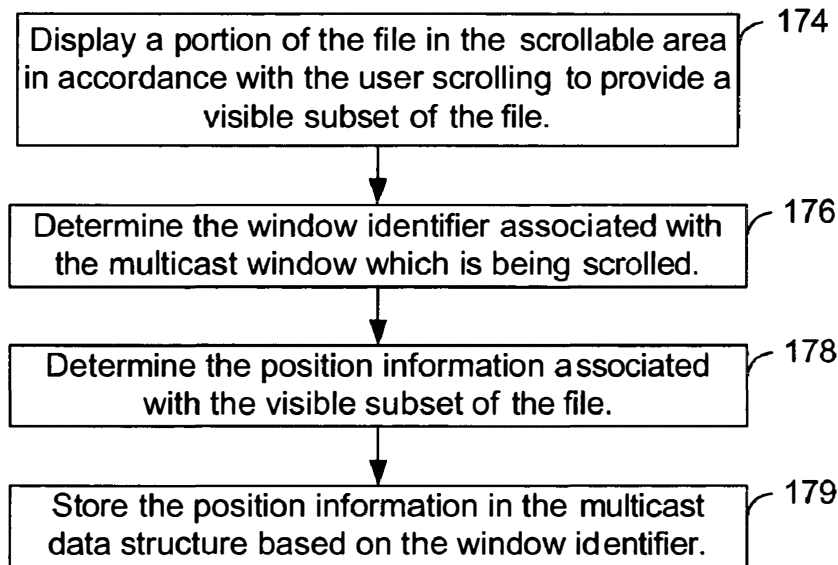 Display a portion of the file in the scrollable area
in accordance with the user scrolling to provide a
visible subset of the file.
174
Determine the window identifier associated with
the multicast window which is being scrolled.
176
Determine the position information associated
with the visible subset of the file.
178
Store the position information in the multicast
data structure based on the window identifier.
179